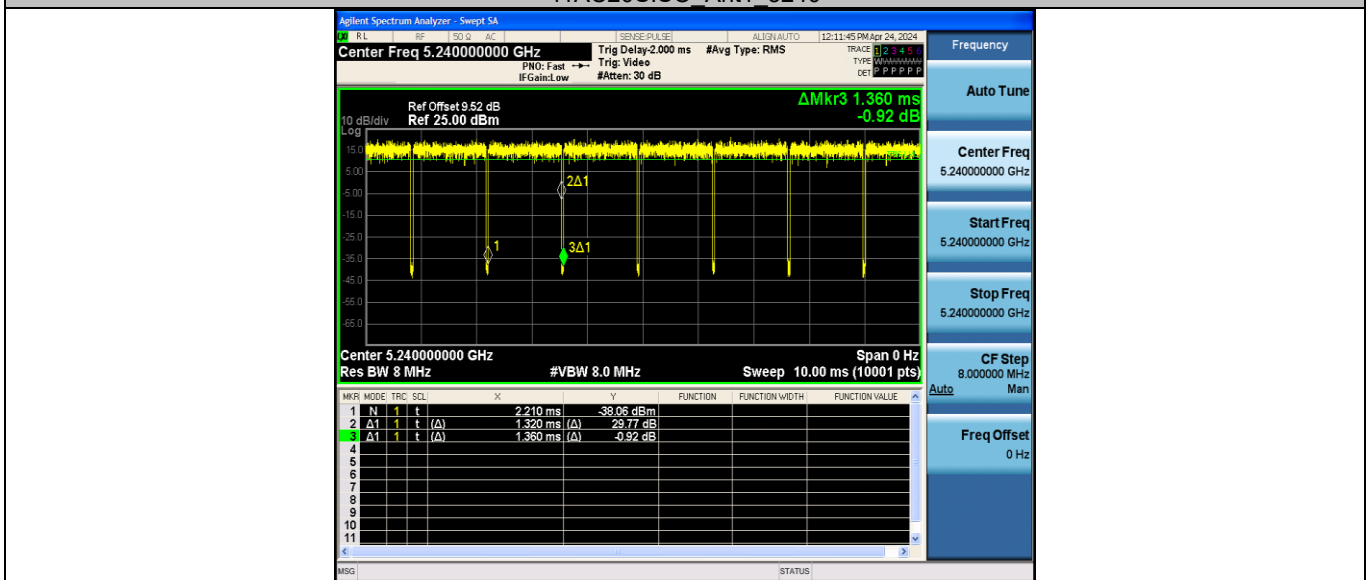 Agilent Spectrum Analyzer - Swept SA
RL RF 50 Ω AC SENSE:PULSE ALIGN AUTO 12:11:45 PM Apr 24, 2024
Center Freq 5.240000000 GHz
PNO: Fast
IFGain:Low
Trig Delay-2.000 ms #Avg Type: RMS
Trig: Video
#Atten: 30 dB
TRACE 1 2 3 4 5 6
TYPE
DET P P P P P P
Frequency
ΔMkr3 1.360 ms
-0.92 dB
Ref Offset 9.52 dB
10 dB/div Ref 25.00 dBm
Log
15.0
5.00
-5.00
-15.0
-25.0
-35.0
-45.0
-55.0
-65.0
2Δ1
1
3Δ1
Center 5.240000000 GHz Span 0 Hz
Res BW 8 MHz #VBW 8.0 MHz Sweep 10.00 ms (10001 pts)
MKR MODE TRC SCL X Y FUNCTION FUNCTION WIDTH FUNCTION VALUE
1 N 1 t 2.210 ms -38.06 dBm
2 Δ1 1 t (Δ) 1.320 ms (Δ) 29.77 dB
3 Δ1 1 t (Δ) 1.360 ms (Δ) -0.92 dB
4
5
6
7
8
9
10
11
Auto Tune
Center Freq
5.240000000 GHz
Start Freq
5.240000000 GHz
Stop Freq
5.240000000 GHz
CF Step
8.000000 MHz
Auto Man
Freq Offset
0 Hz
MSG STATUS